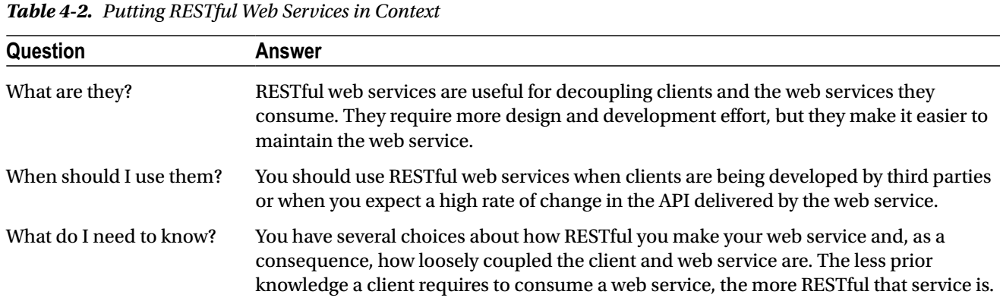 Table 4-2. Putting RESTful Web Services in Context
Question Answer
What are they? RESTful web services are useful for decoupling clients and the web services they
consume. They require more design and development effort, but they make it easier to
maintain the web service.
When should I use them? You should use RESTful web services when clients are being developed by third parties
or when you expect a high rate of change in the API delivered by the web service.
What do I need to know? You have several choices about how RESTful you make your web service and, as a
consequence, how loosely coupled the client and web service are. The less prior
knowledge a client requires to consume a web service, the more RESTful that service is.